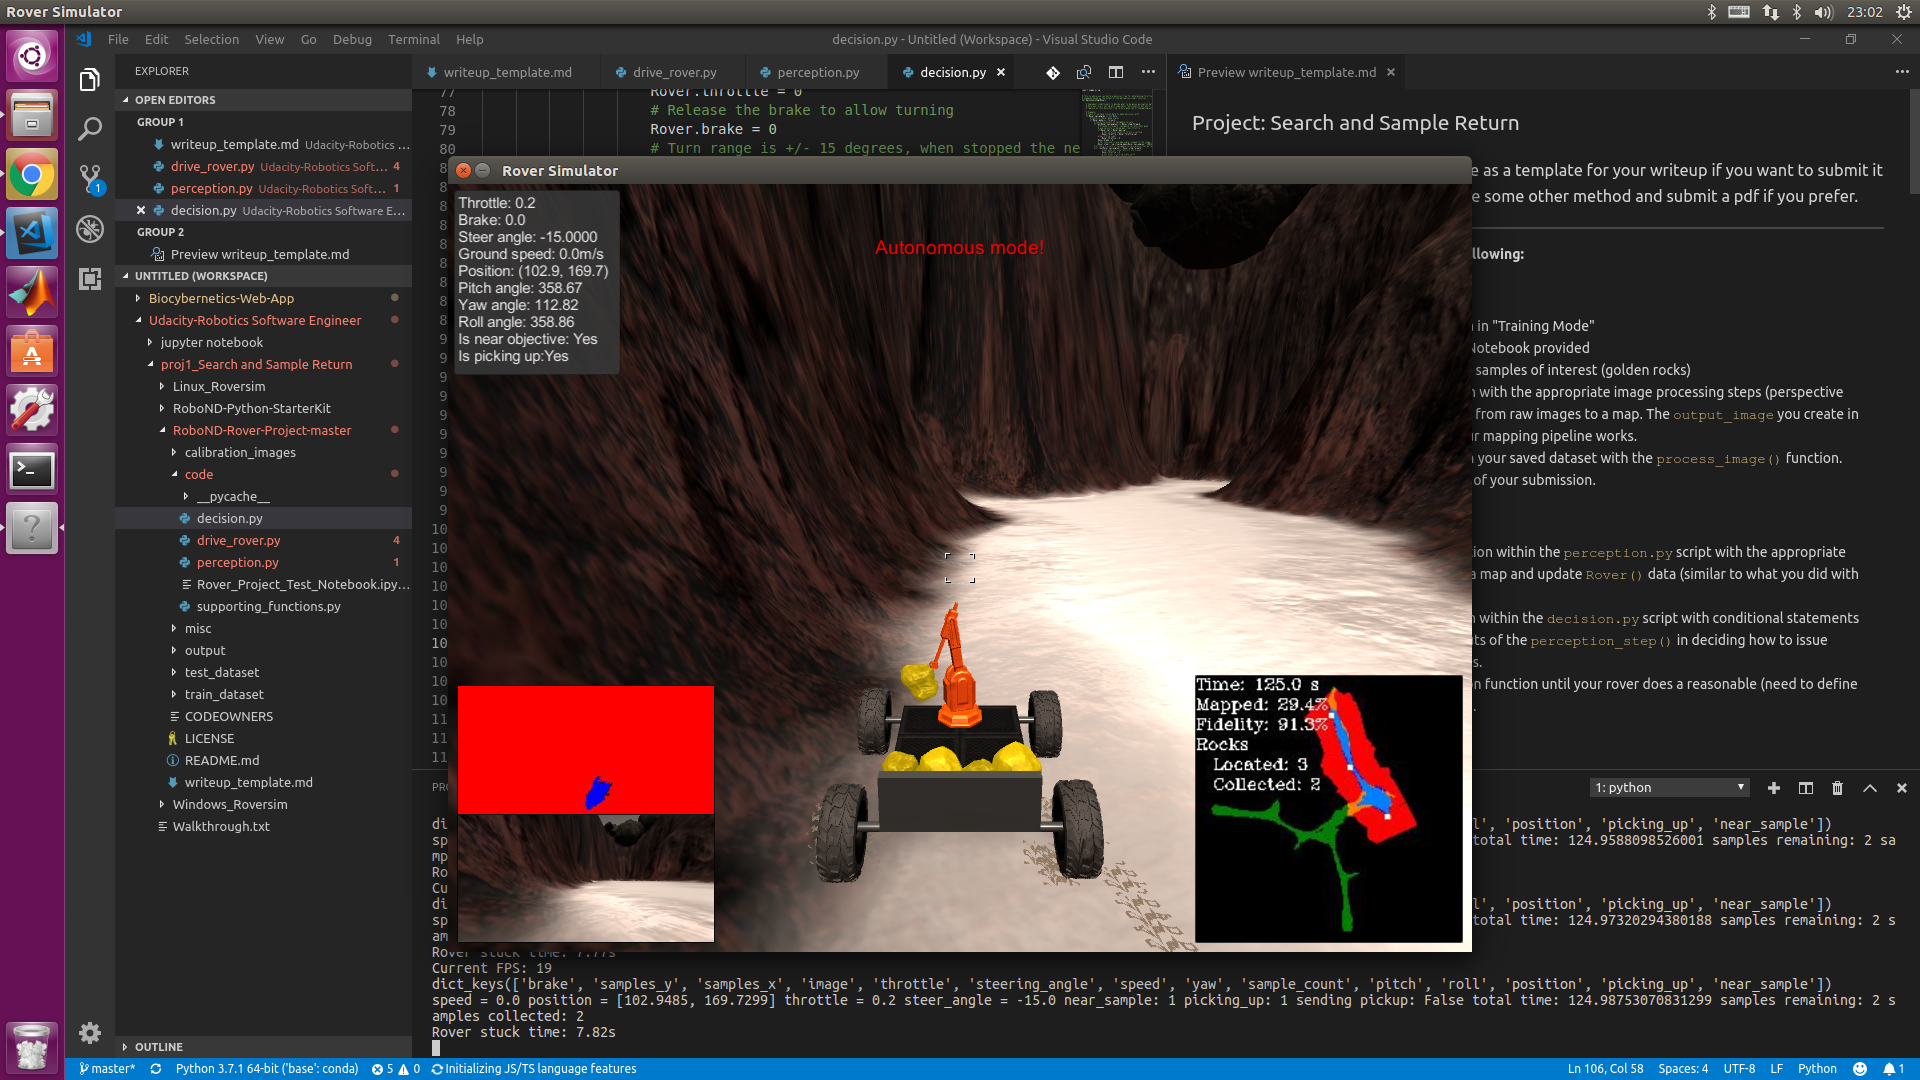 Rover Simulator
23:02
File Edit Selection View Go Debug Terminal Help
decision.py - Untitled (Workspace) - Visual Studio Code
EXPLORER
OPEN EDITORS
GROUP 1
writeup_template.md Udacity-Robotics ...
drive_rover.py Udacity-Robotics Soft... 4
perception.py Udacity-Robotics Soft... 1
decision.py Udacity-Robotics Software E...
GROUP 2
Preview writeup_template.md
UNTITLED (WORKSPACE)
Biocybernetics-Web-App
Udacity-Robotics Software Engineer
jupyter notebook
proj1_Search and Sample Return
Linux_Roversim
RoboND-Python-StarterKit
RoboND-Rover-Project-master
calibration_images
code
__pycache__
decision.py
drive_rover.py 4
perception.py 1
Rover_Project_Test_Notebook.ipy...
supporting_functions.py
misc
output
test_dataset
train_dataset
CODEOWNERS
LICENSE
README.md
writeup_template.md
Windows_Roversim
Walkthrough.txt
OUTLINE
writeup_template.md drive_rover.py perception.py decision.py
77 Rover.throttle = 0
78 # Release the brake to allow turning
79 Rover.brake = 0
80 # Turn range is +/- 15 degrees, when stopped the ne
Rover Simulator
Throttle: 0.2
Brake: 0.0
Steer angle: -15.0000
Ground speed: 0.0m/s
Position: (102.9, 169.7)
Pitch angle: 358.67
Yaw angle: 112.82
Roll angle: 358.86
Is near objective: Yes
Is picking up:Yes
Autonomous mode!
Time: 125.0 s
Mapped: 29.4%
Fidelity: 91.3%
Rocks
Located: 3
Collected: 2
Preview writeup_template.md
Project: Search and Sample Return
e as a template for your writeup if you want to submit it
e some other method and submit a pdf if you prefer.
llowing:
n in "Training Mode"
Notebook provided
samples of interest (golden rocks)
n with the appropriate image processing steps (perspective
from raw images to a map. The output_image you create in
r mapping pipeline works.
n your saved dataset with the process_image() function.
of your submission.
ion within the perception.py script with the appropriate
a map and update Rover() data (similar to what you did with
n within the decision.py script with conditional statements
ts of the perception_step() in deciding how to issue
s.
n function until your rover does a reasonable (need to define
1: python
l', 'position', 'picking_up', 'near_sample'])
total time: 124.9588098526001 samples remaining: 2 sa
l', 'position', 'picking_up', 'near_sample'])
total time: 124.97320294380188 samples remaining: 2 s
Rover stuck time: 7.77s
Current FPS: 19
dict_keys(['brake', 'samples_y', 'samples_x', 'image', 'throttle', 'steering_angle', 'speed', 'yaw', 'sample_count', 'pitch', 'roll', 'position', 'picking_up', 'near_sample'])
speed = 0.0 position = [102.9485, 169.7299] throttle = 0.2 steer_angle = -15.0 near_sample: 1 picking_up: 1 sending pickup: False total time: 124.98753070831299 samples remaining: 2 s
amples collected: 2
Rover stuck time: 7.82s
master* Python 3.7.1 64-bit ('base': conda) 5 0 Initializing JS/TS language features Ln 106, Col 58 Spaces: 4 UTF-8 LF Python 1